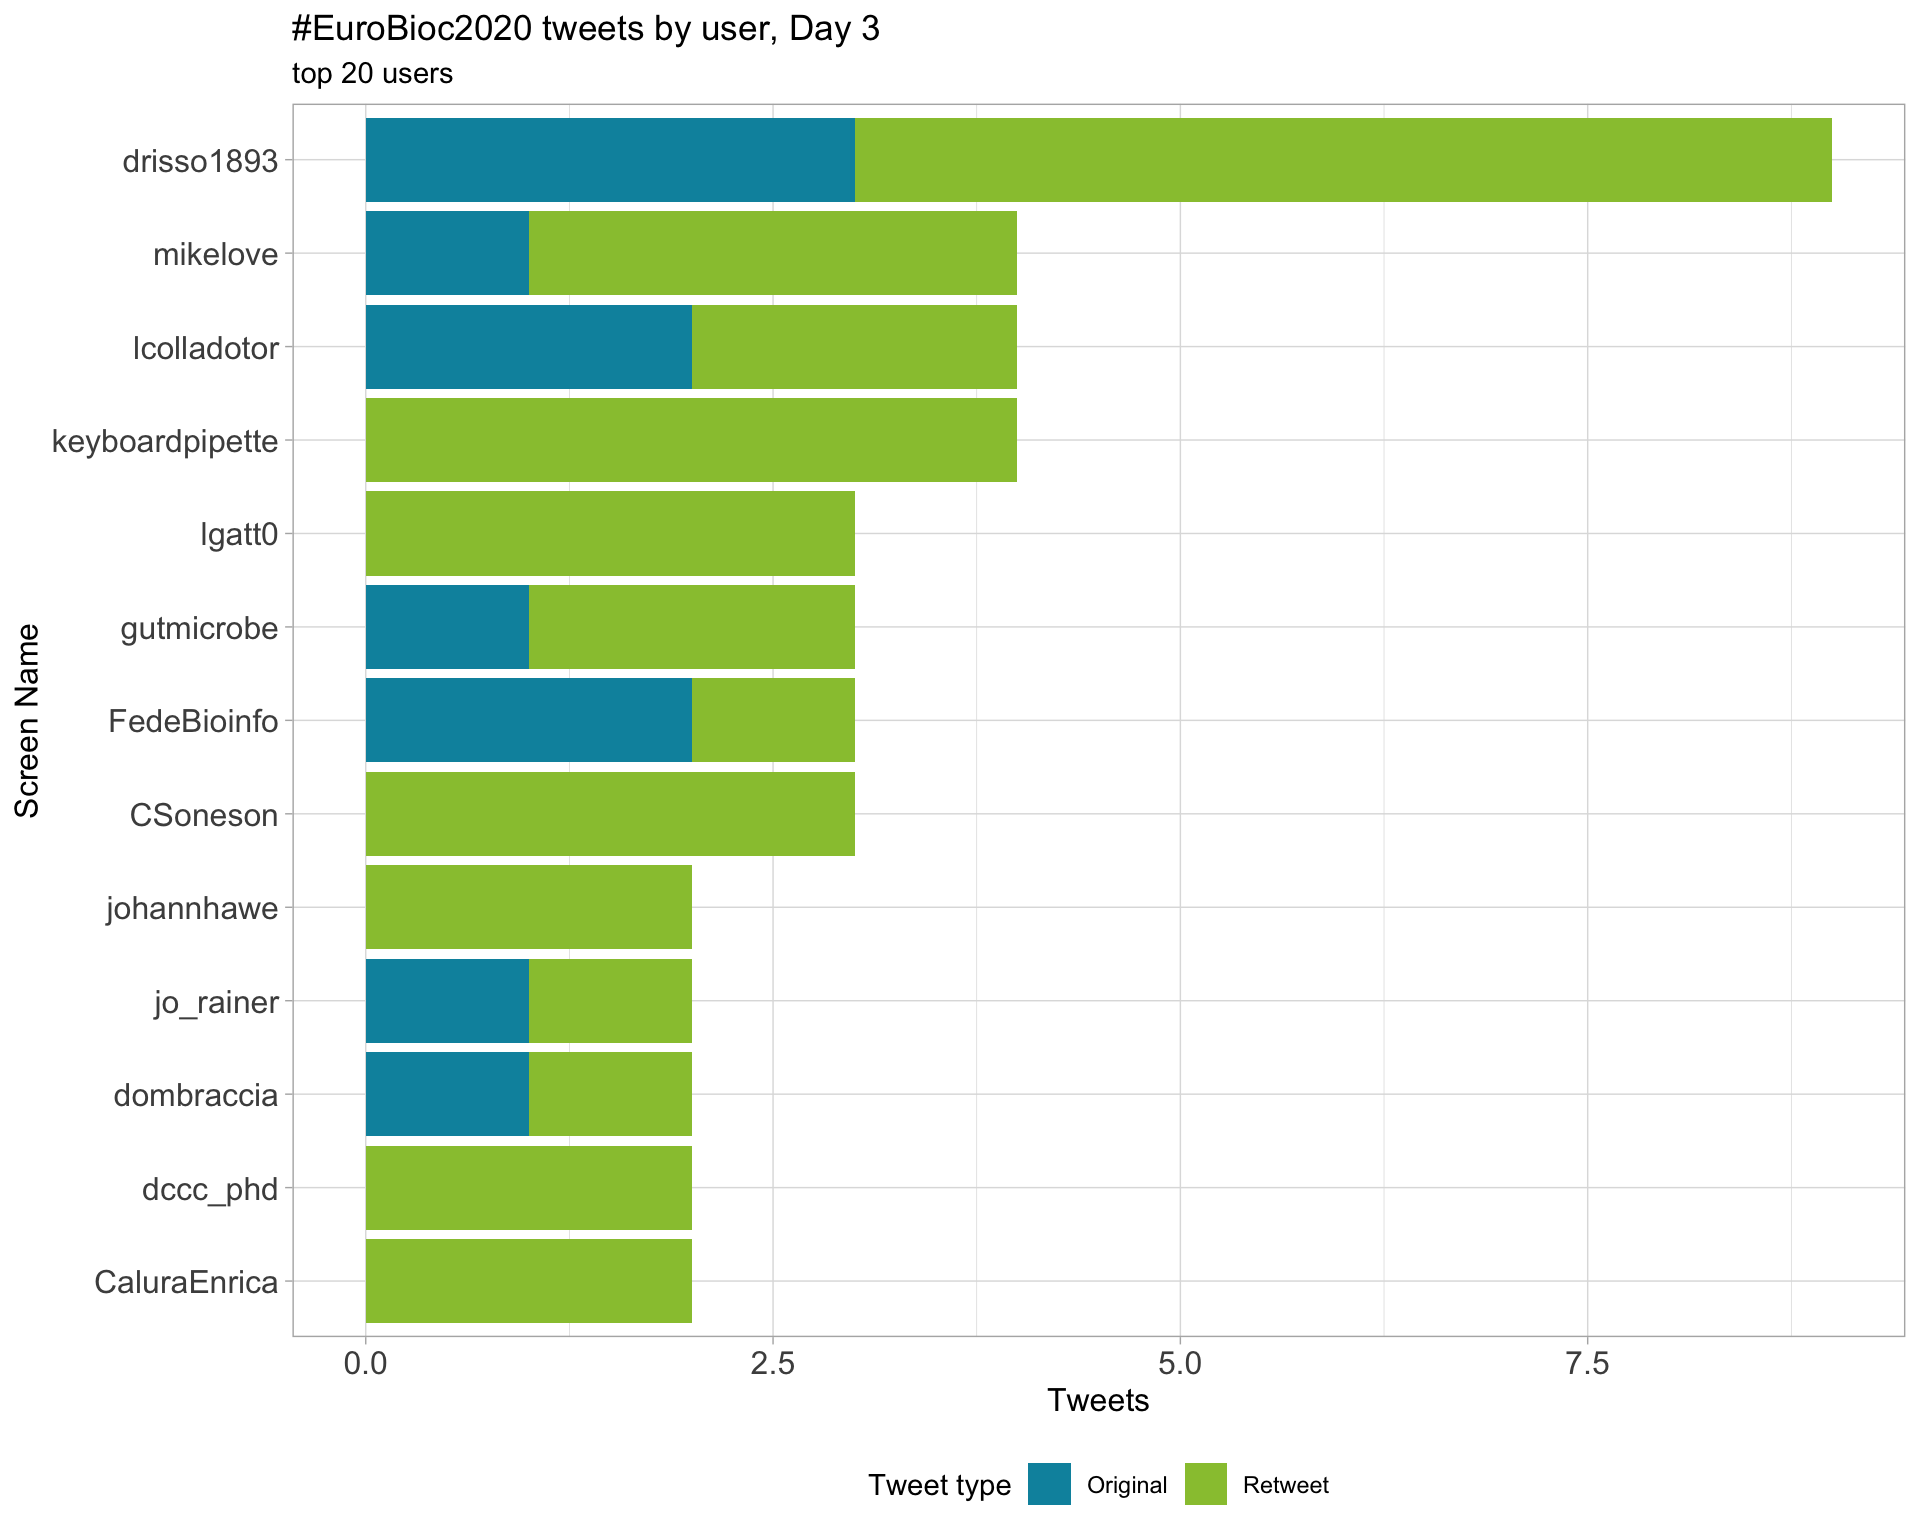 #EuroBioc2020 tweets by user, Day 3
top 20 users
Screen Name
drisso1893
mikelove
lcolladotor
keyboardpipette
lgatt0
gutmicrobe
FedeBioinfo
CSoneson
johannhawe
jo_rainer
dombraccia
dccc_phd
CaluraEnrica
0.0 2.5 5.0 7.5
Tweets
Tweet type Original Retweet